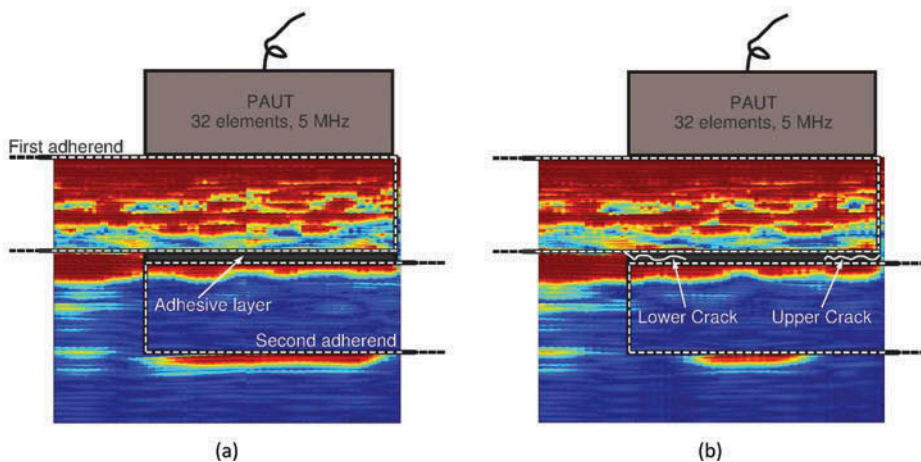 PAUT
32 elements, 5 MHz
First adherend
Adhesive layer
Second adherend
(a)
PAUT
32 elements, 5 MHz
Lower Crack
Upper Crack
(b)